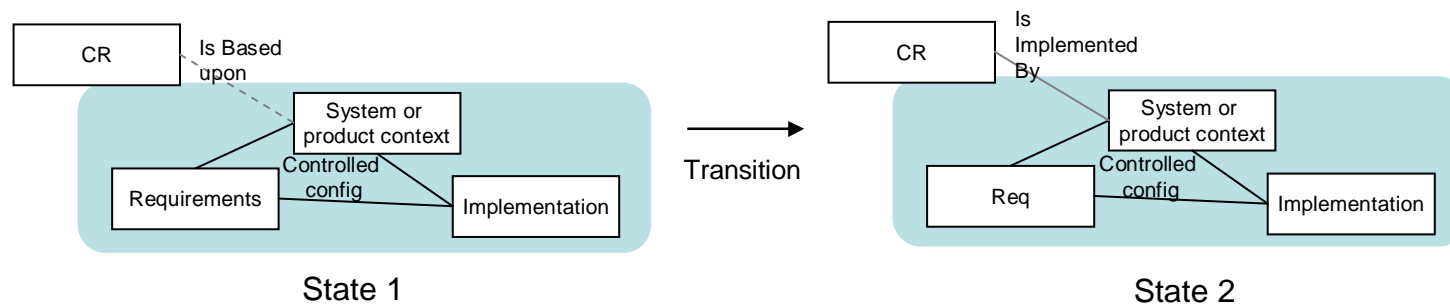 CR
Is Based
upon
System or
product context
Controlled
config
Requirements
Implementation
State 1
Transition
CR
Is
Implemented
By
System or
product context
Controlled
config
Req
Implementation
State 2